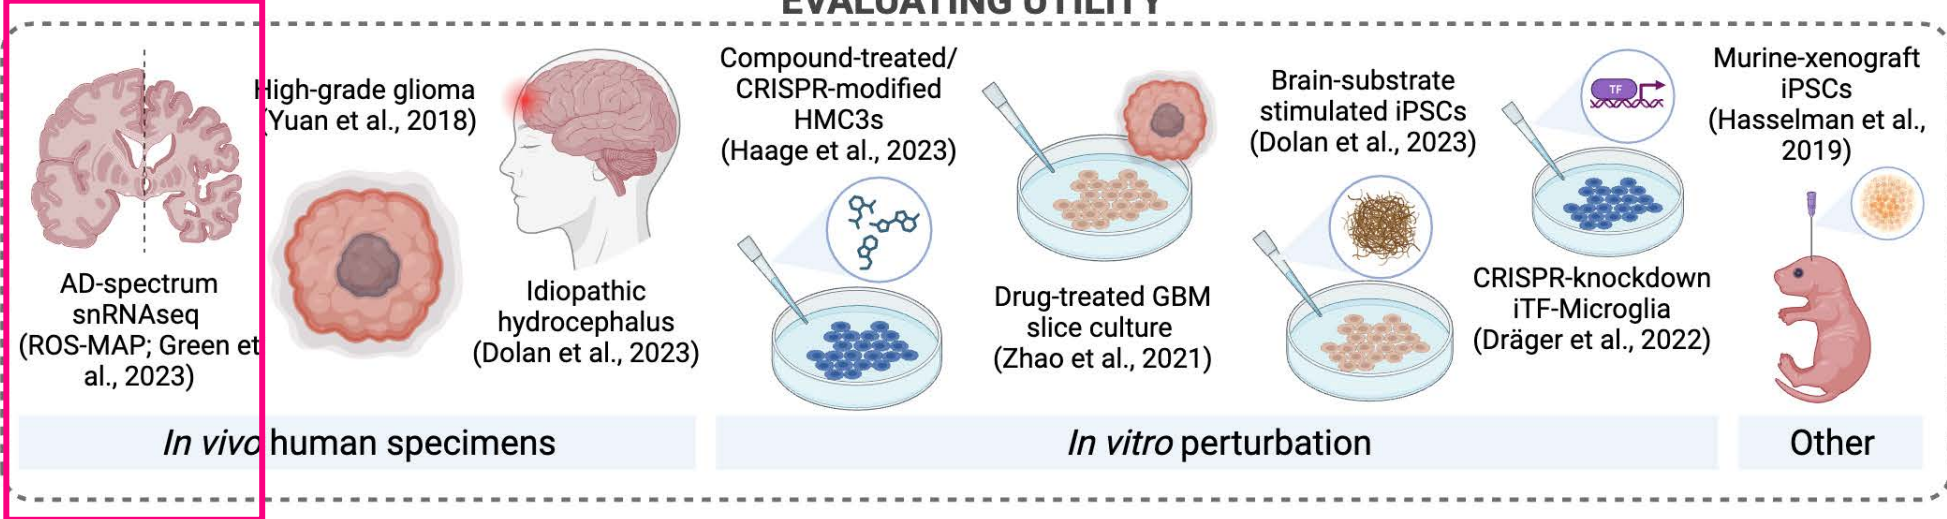 EVALUATING UTILITY
AD-spectrum
snRNAseq
(ROS-MAP; Green et
al., 2023)
High-grade glioma
(Yuan et al., 2018)
Idiopathic
hydrocephalus
(Dolan et al., 2023)
In vivo human specimens
Compound-treated/
CRISPR-modified
HMC3s
(Haage et al., 2023)
Drug-treated GBM
slice culture
(Zhao et al., 2021)
Brain-substrate
stimulated iPSCs
(Dolan et al., 2023)
TF
CRISPR-knockdown
iTF-Microglia
(Dräger et al., 2022)
In vitro perturbation
Murine-xenograft
iPSCs
(Hasselman et al.,
2019)
Other